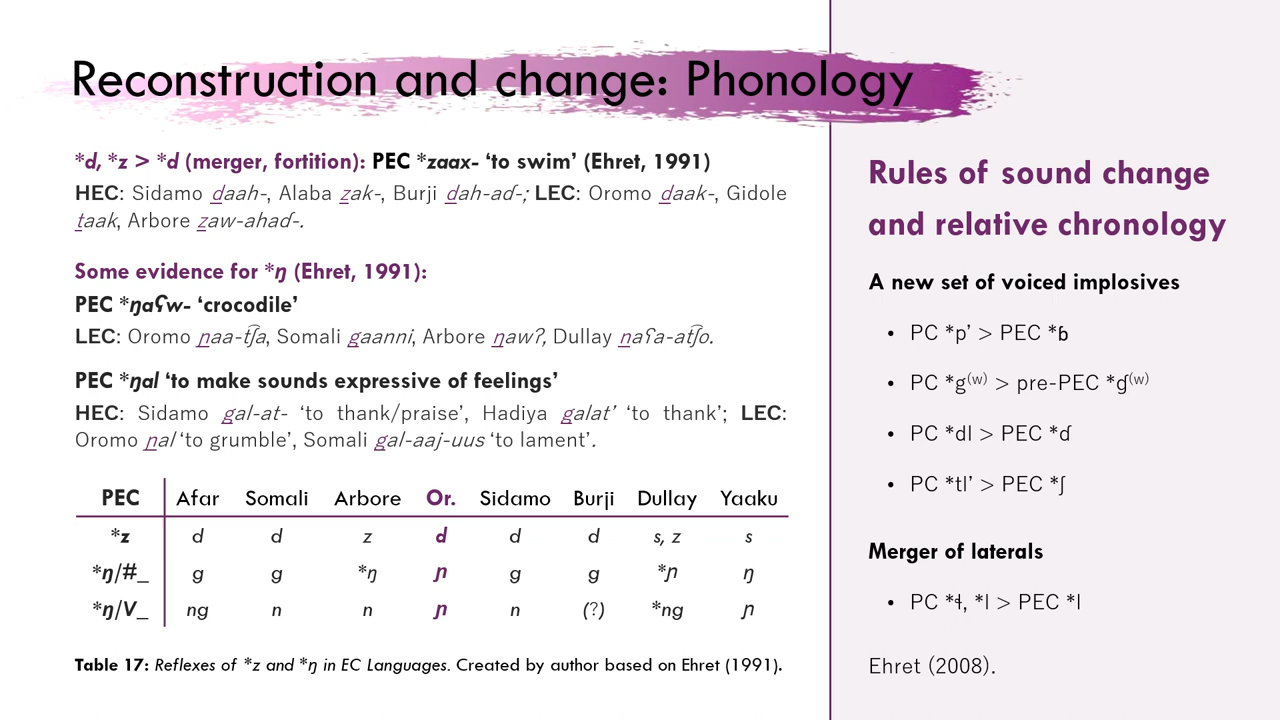 Reconstruction and change: Phonology
*d, *z > *d (merger, fortition): PEC *zaax- ‘to swim’ (Ehret, 1991)
HEC: Sidamo daah-, Alaba zak-, Burji dah-aɗ-; LEC: Oromo daak-, Gidole
taak, Arbore zaw-ahaɗ-.
Some evidence for *ŋ (Ehret, 1991):
PEC *ŋaʕw- ‘crocodile’
LEC: Oromo ɲaa-t͡ʃa, Somali gaanni, Arbore ŋawʔ, Dullay naʕa-at͡ʃo.
PEC *ŋal ‘to make sounds expressive of feelings’
HEC: Sidamo gal-at- ‘to thank/praise’, Hadiya galat’ ‘to thank’; LEC:
Oromo ɲal ‘to grumble’, Somali gal-aaj-uus ‘to lament’.
PEC Afar Somali Arbore Or. Sidamo Burji Dullay Yaaku
*z d d z d d d s, z s
*ŋ/#_ g g *ŋ ɲ g g *ɲ ŋ
*ŋ/V_ ng n n ɲ n (?) *ng ɲ
Table 17: Reflexes of *z and *ŋ in EC Languages. Created by author based on Ehret (1991).
Rules of sound change
and relative chronology
A new set of voiced implosives
• PC *p’ > PEC *ɓ
• PC *g⁽ʷ⁾ > pre-PEC *ɠ⁽ʷ⁾
• PC *dl > PEC *ɗ
• PC *tl’ > PEC *ʃ
Merger of laterals
• PC *ɬ, *l > PEC *l
Ehret (2008).